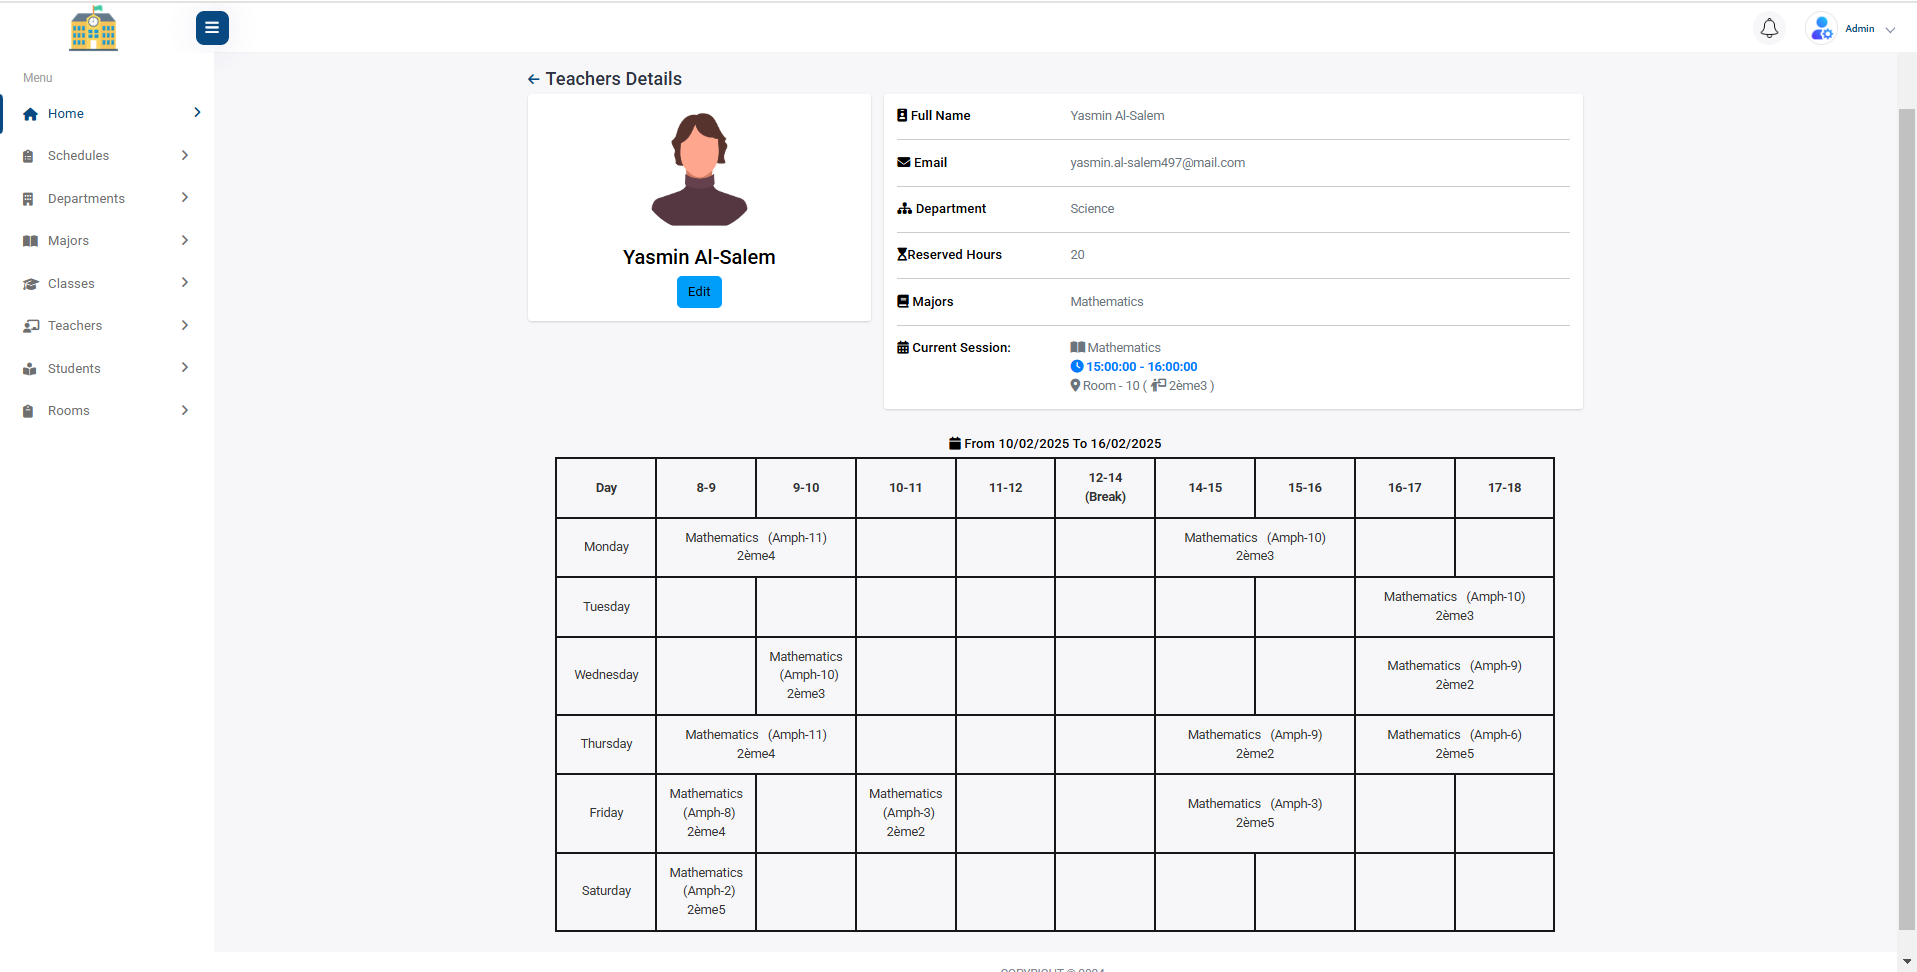 Admin
Menu
Home
Schedules
Departments
Majors
Classes
Teachers
Students
Rooms
Teachers Details
Yasmin Al-Salem
Edit
Full Name Yasmin Al-Salem
Email yasmin.al-salem497@mail.com
Department Science
Reserved Hours 20
Majors Mathematics
Current Session: Mathematics
15:00:00 - 16:00:00
Room - 10 ( 2ème3 )
From 10/02/2025 To 16/02/2025
Day 8-9 9-10 10-11 11-12 12-14 (Break) 14-15 15-16 16-17 17-18
Monday
Mathematics (Amph-11)
2ème4
Mathematics (Amph-10)
2ème3
Tuesday
Mathematics (Amph-10)
2ème3
Wednesday
Mathematics
(Amph-10)
2ème3
Mathematics (Amph-9)
2ème2
Thursday
Mathematics (Amph-11)
2ème4
Mathematics (Amph-9)
2ème2
Mathematics (Amph-6)
2ème5
Friday
Mathematics
(Amph-8)
2ème4
Mathematics
(Amph-3)
2ème2
Mathematics (Amph-3)
2ème5
Saturday
Mathematics
(Amph-2)
2ème5
COPYRIGHT ©